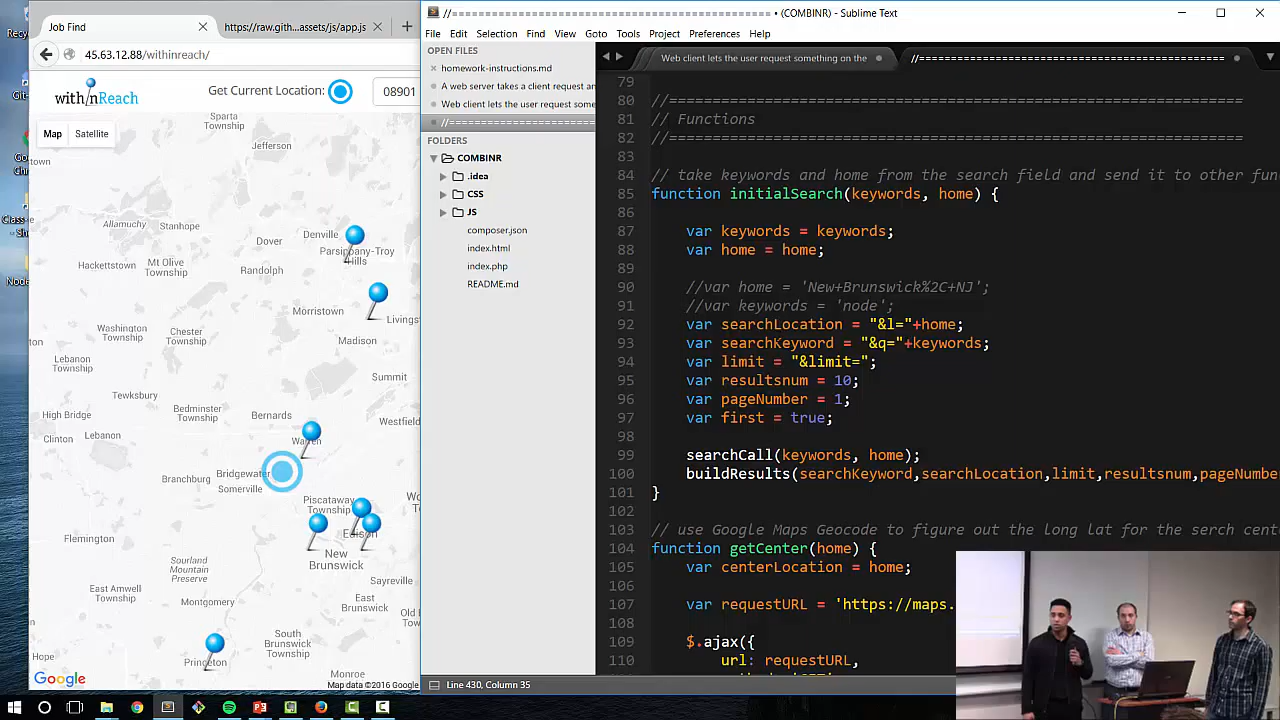 Job Find
https://raw.gith...assets/js/app.js
45.63.12.88/withinreach/
withinReach
Get Current Location:
08901
Map
Satellite
Sparta
Township
Jefferson
Allamuchy
Stanhope
Dover
Denville
Parsippany-Troy
Hills
Hackettstown
Mt Olive
Township
Randolph
Morristown
Livings
Washington
Township
Chester
Township
Madison
Lebanon
Township
Summit
Tewksbury
High Bridge
Bedminster
Township
Bernards
Westfield
Clinton
Lebanon
Warren
Bridgewater
Branchburg
Somerville
Piscataway
Township
Edison
Flemington
New
Brunswick
Sourland
Mountain
Preserve
Sayreville
East Amwell
Township
Montgomery
East
Brunswick
Old
Hope
South
Brunswick
Township
Princeton
Monroe
Google
Map data ©2016 Google
//========================================= • (COMBINR) - Sublime Text
File Edit Selection Find View Goto Tools Project Preferences Help
OPEN FILES
homework-instructions.md
A web server takes a client request an
Web client lets the user request some
//=========================
FOLDERS
COMBINR
.idea
CSS
JS
composer.json
index.html
index.php
README.md
Web client lets the user request something on the
//========================================
79
80 //==================================================================
81 // Functions
82 //==================================================================
83
84 // take keywords and home from the search field and send it to other fun
85 function initialSearch(keywords, home) {
86
87 var keywords = keywords;
88 var home = home;
89
90 //var home = 'New+Brunswick%2C+NJ';
91 //var keywords = 'node';
92 var searchLocation = "&l="+home;
93 var searchKeyword = "&q="+keywords;
94 var limit = "&limit=";
95 var resultsnum = 10;
96 var pageNumber = 1;
97 var first = true;
98
99 searchCall(keywords, home);
100 buildResults(searchKeyword,searchLocation,limit,resultsnum,pageNumbe
101 }
102
103 // use Google Maps Geocode to figure out the long lat for the serch cent
104 function getCenter(home) {
105 var centerLocation = home;
106
107 var requestURL = 'https://maps.
108
109 $.ajax({
110 url: requestURL,
Line 430, Column 35